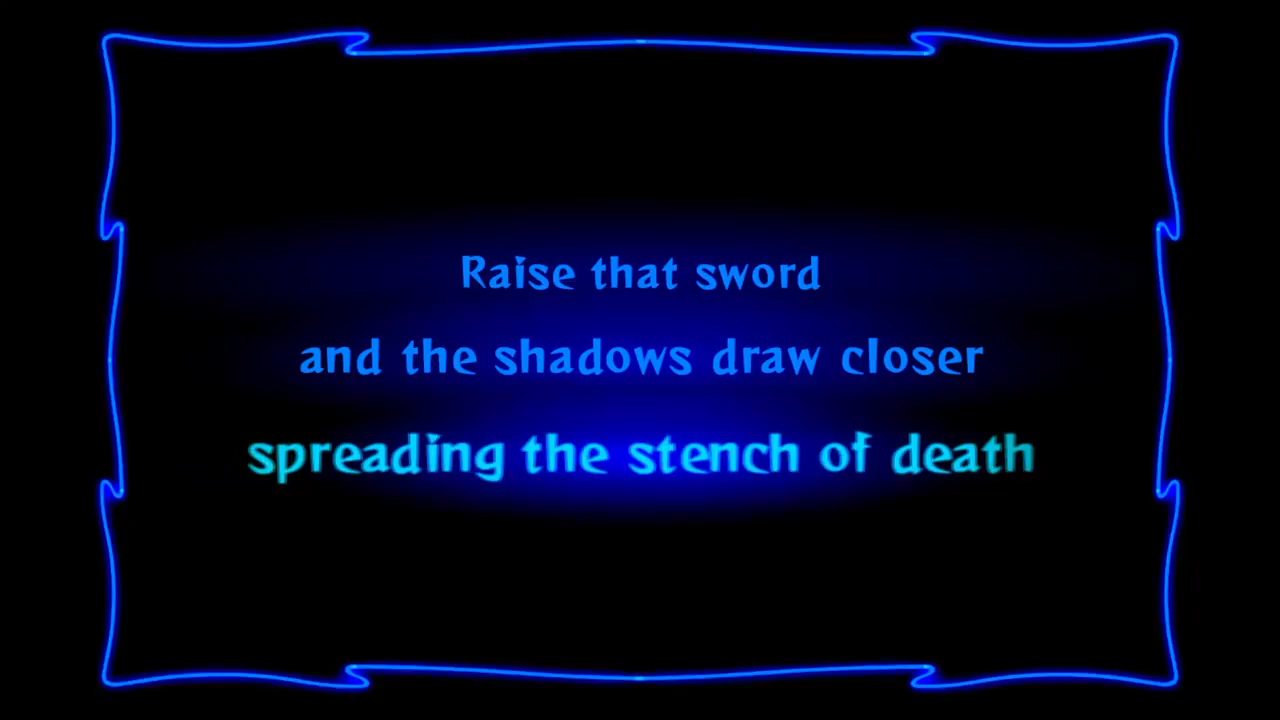 Raise that sword
and the shadows draw closer
spreading the stench of death